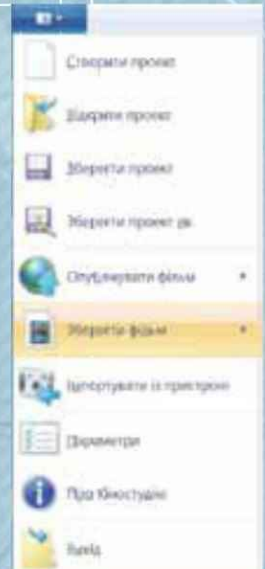 Створити проект
Відкрити проект
Зберегти проект
Зберегти проект як
Опублікувати фільм
Зберегти фільм
Імпортувати із пристрою
Параметри
Про Кіностудію
Вихід